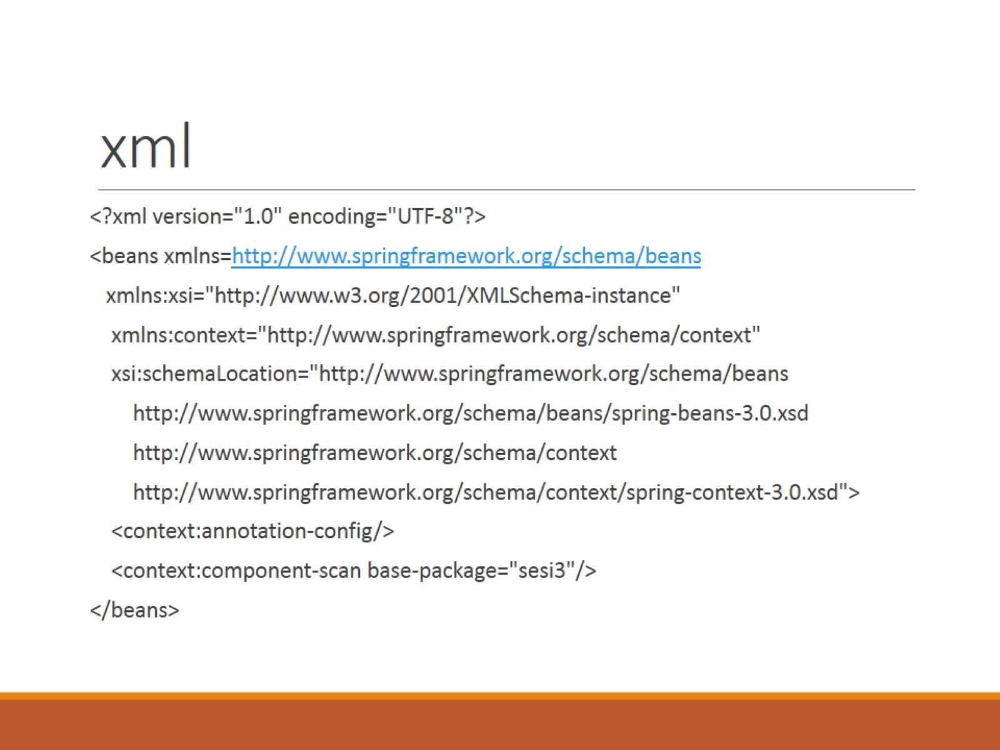 xml
<?xml version="1.0" encoding="UTF-8"?>
<beans xmlns=http://www.springframework.org/schema/beans
xmlns:xsi="http://www.w3.org/2001/XMLSchema-instance"
xmlns:context="http://www.springframework.org/schema/context"
xsi:schemaLocation="http://www.springframework.org/schema/beans
http://www.springframework.org/schema/beans/spring-beans-3.0.xsd
http://www.springframework.org/schema/context
http://www.springframework.org/schema/context/spring-context-3.0.xsd">
<context:annotation-config/>
<context:component-scan base-package="sesi3"/>
</beans>